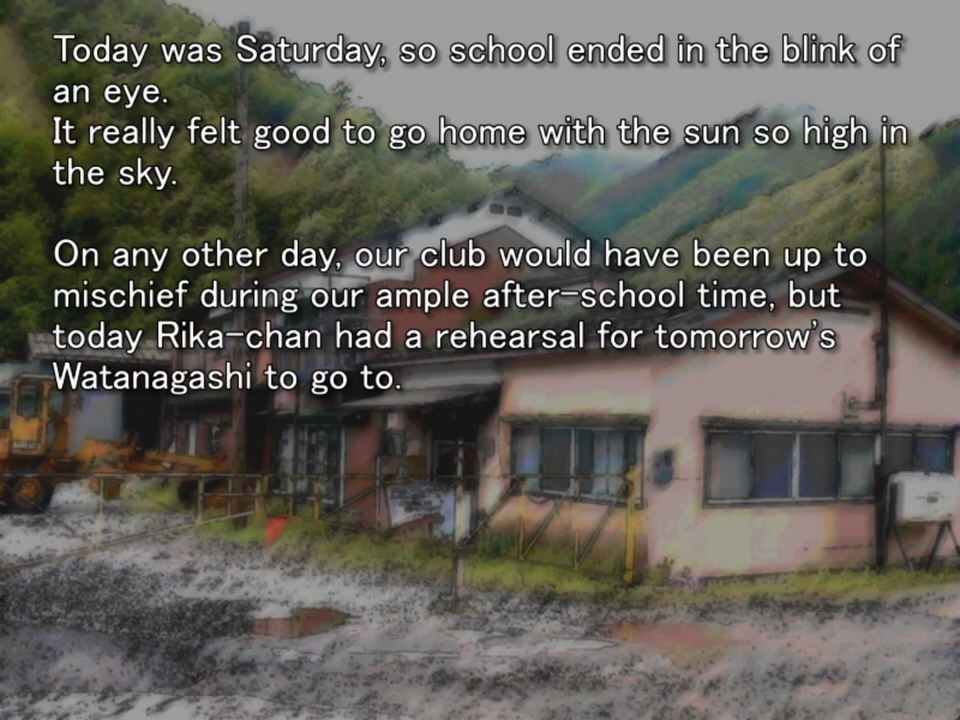 Today was Saturday, so school ended in the blink of
an eye.
It really felt good to go home with the sun so high in
the sky.
On any other day, our club would have been up to
mischief during our ample after-school time, but
today Rika-chan had a rehearsal for tomorrow's
Watanagashi to go to.